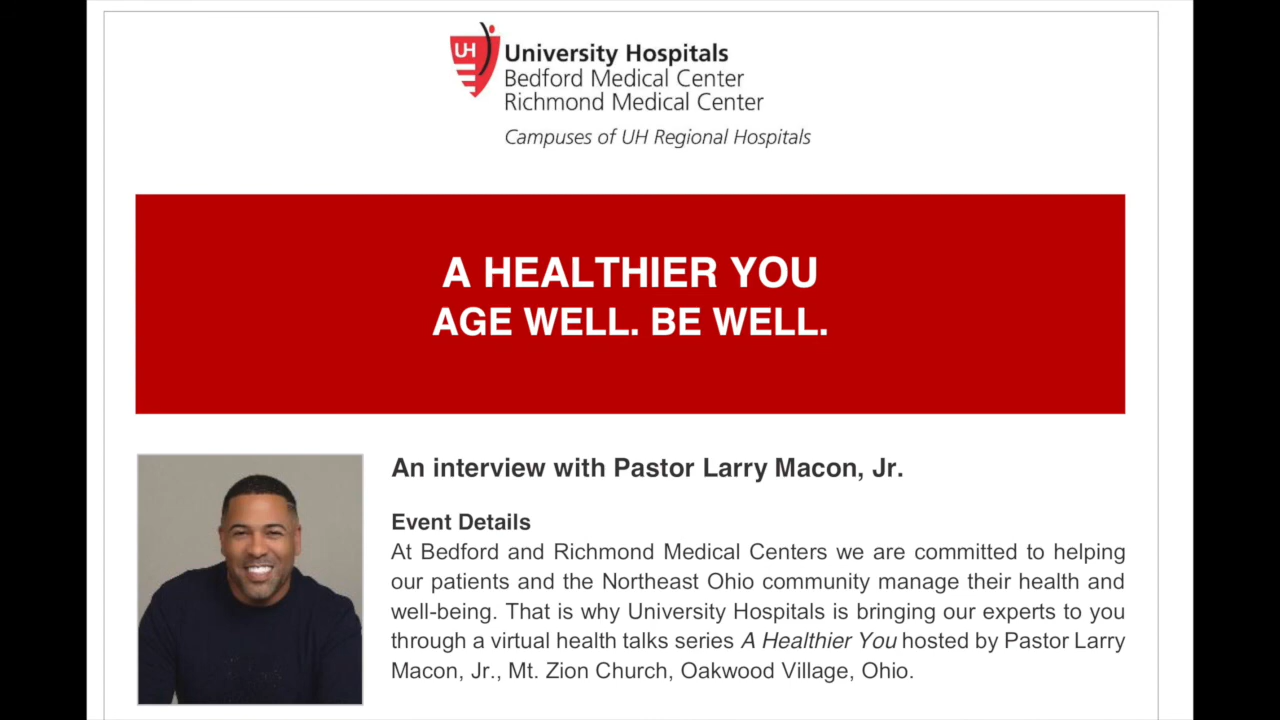 UH
University Hospitals
Bedford Medical Center
Richmond Medical Center
Campuses of UH Regional Hospitals
A HEALTHIER YOU
AGE WELL. BE WELL.
An interview with Pastor Larry Macon, Jr.
Event Details
At Bedford and Richmond Medical Centers we are committed to helping
our patients and the Northeast Ohio community manage their health and
well-being. That is why University Hospitals is bringing our experts to you
through a virtual health talks series A Healthier You hosted by Pastor Larry
Macon, Jr., Mt. Zion Church, Oakwood Village, Ohio.